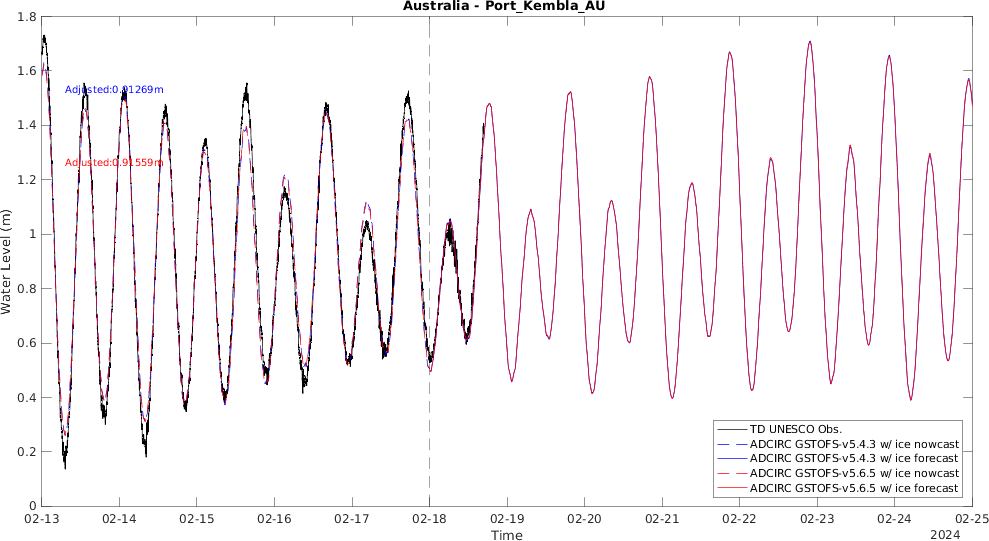 Australia - Port_Kembla_AU
1.8
1.6
1.4
1.2
1
0.8
0.6
0.4
0.2
0
Water Level (m)
Adjusted:0.91269m
Adjusted:0.91559m
TD UNESCO Obs.
ADCIRC GSTOFS-v5.4.3 w/ ice nowcast
ADCIRC GSTOFS-v5.4.3 w/ ice forecast
ADCIRC GSTOFS-v5.6.5 w/ ice nowcast
ADCIRC GSTOFS-v5.6.5 w/ ice forecast
02-13 02-14 02-15 02-16 02-17 02-18 02-19 02-20 02-21 02-22 02-23 02-24 02-25
Time
2024